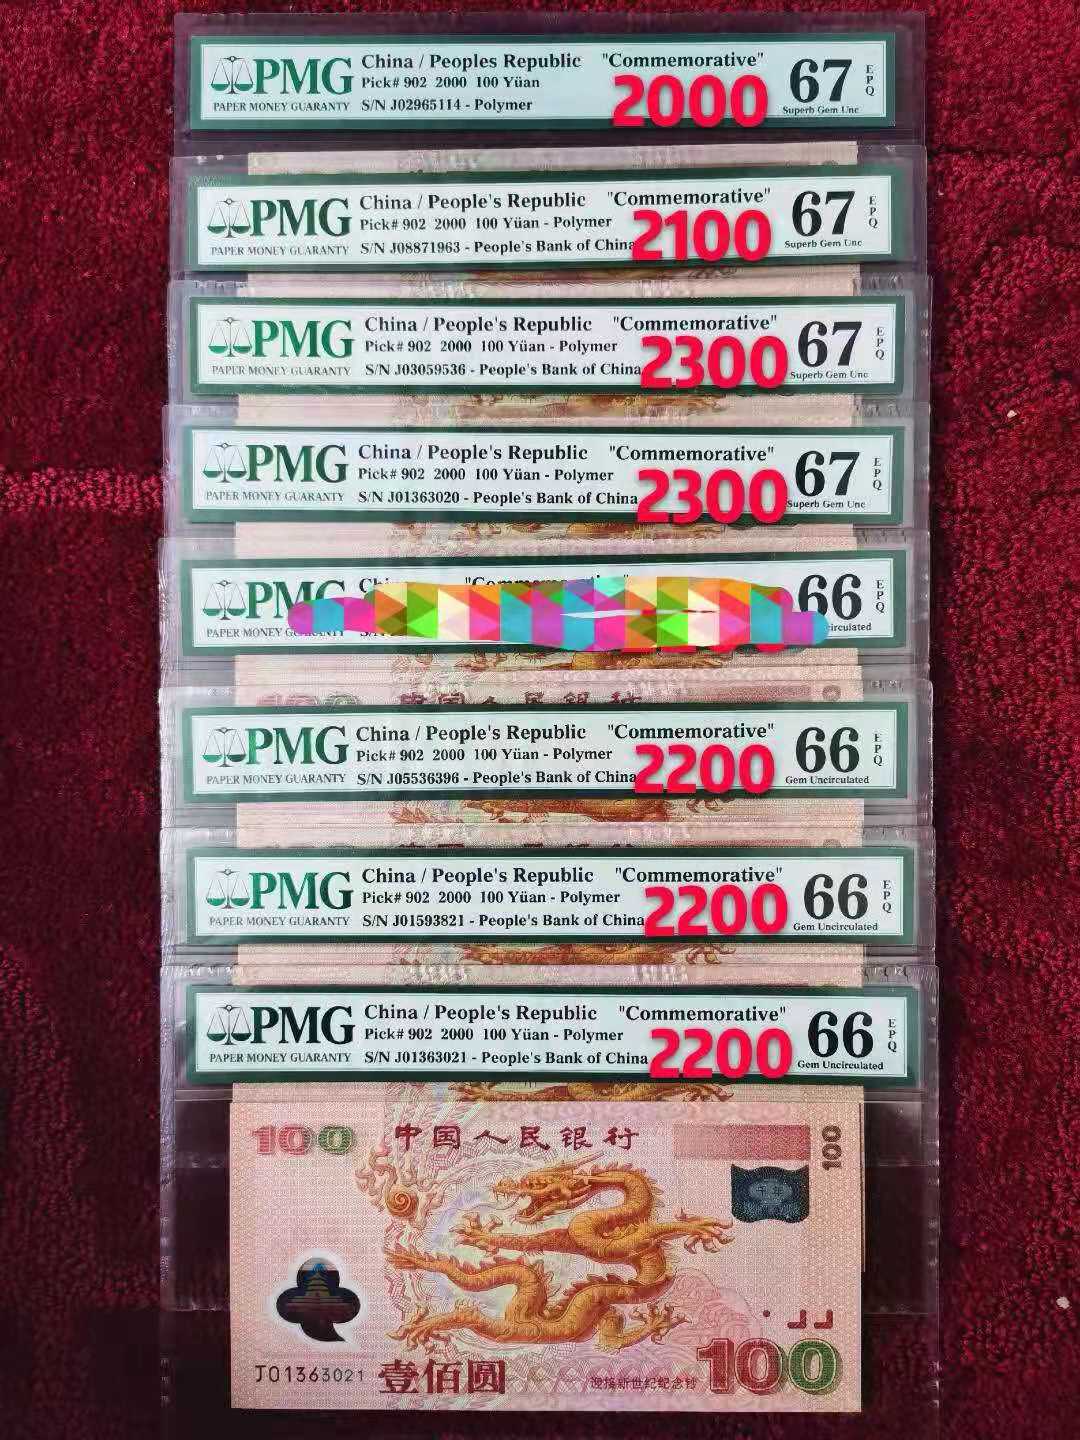 PMG
PAPER MONEY GUARANTY
China / Peoples Republic "Commemorative"
Pick# 902 2000 100 Yüan
S/N J02965114 - Polymer
2000
67 EPQ
Superb Gem Unc
PMG
PAPER MONEY GUARANTY
China / People's Republic "Commemorative"
Pick# 902 2000 100 Yüan - Polymer
S/N J08871963 - People's Bank of China
2100
67 EPQ
Superb Gem Unc
PMG
PAPER MONEY GUARANTY
China / People's Republic "Commemorative"
Pick# 902 2000 100 Yüan - Polymer
S/N J03059536 - People's Bank of China
2300
67 EPQ
Superb Gem Unc
PMG
PAPER MONEY GUARANTY
China / People's Republic "Commemorative"
Pick# 902 2000 100 Yüan - Polymer
S/N J01363020 - People's Bank of China
2300
67 EPQ
Superb Gem Unc
PMG
PAPER MONEY
66 EPQ
PMG
PAPER MONEY GUARANTY
China / People's Republic "Commemorative"
Pick# 902 2000 100 Yüan - Polymer
S/N J05536396 - People's Bank of China
2200
66 EPQ
Gem Uncirculated
PMG
PAPER MONEY GUARANTY
China / People's Republic "Commemorative"
Pick# 902 2000 100 Yüan - Polymer
S/N J01593821 - People's Bank of China
2200
66 EPQ
Gem Uncirculated
PMG
PAPER MONEY GUARANTY
China / People's Republic "Commemorative"
Pick# 902 2000 100 Yüan - Polymer
S/N J01363021 - People's Bank of China
2200
66 EPQ
Gem Uncirculated
100 中国人民银行 100
千年
J01363021 壹佰圆 迎接新世纪纪念钞 100